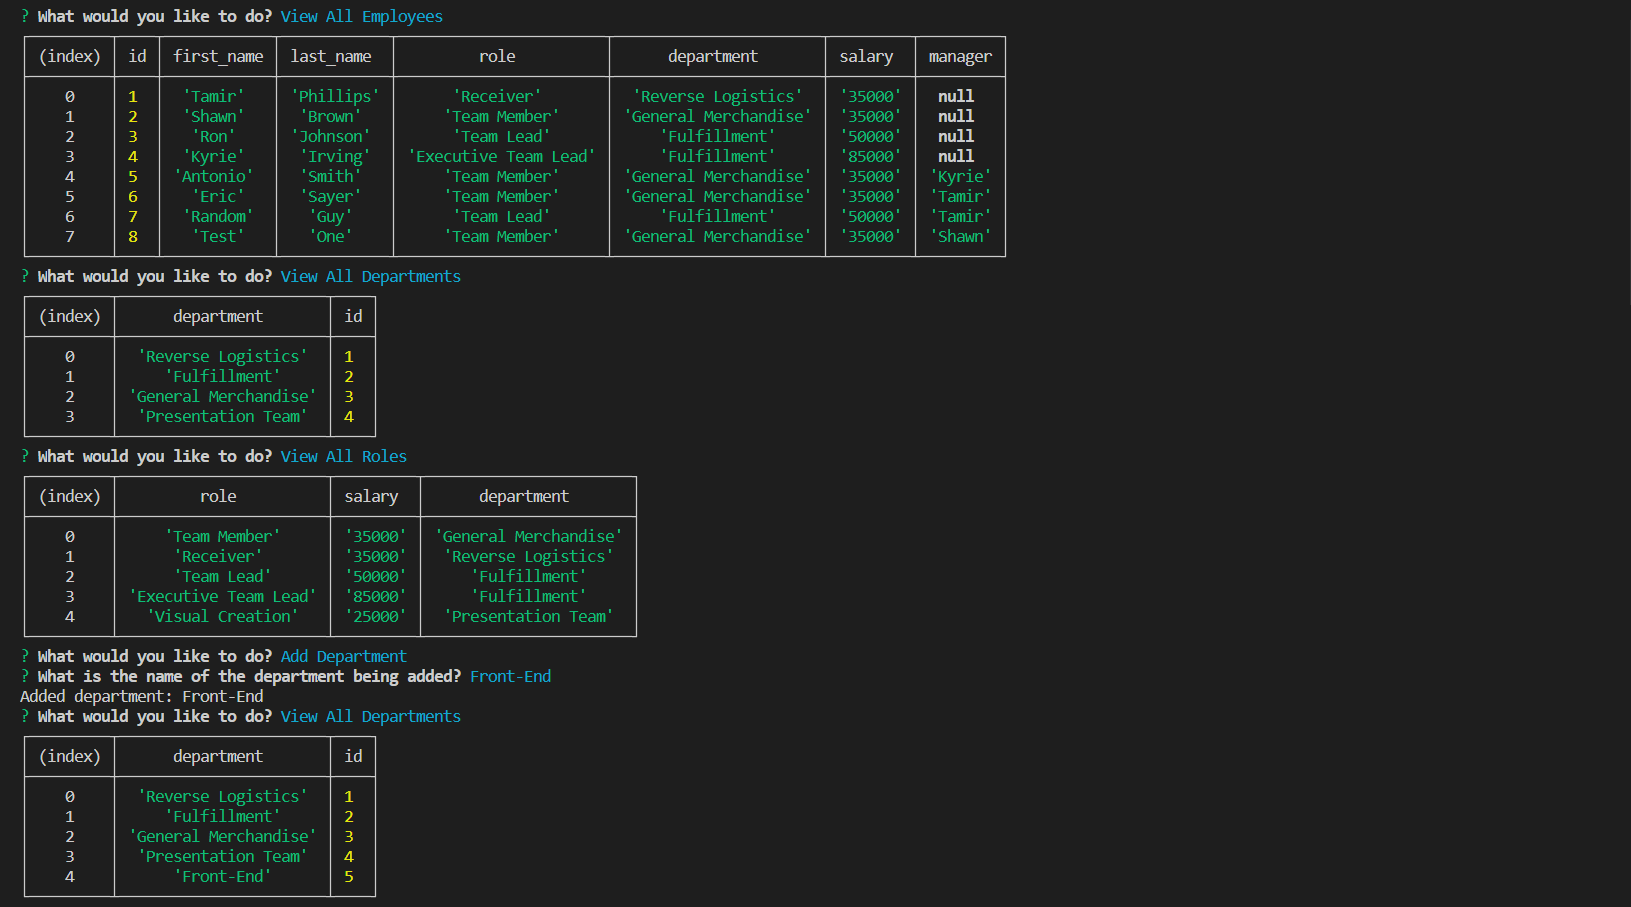 ? What would you like to do? View All Employees
(index) id first_name last_name role department salary manager
0 1 'Tamir' 'Phillips' 'Receiver' 'Reverse Logistics' '35000' null
1 2 'Shawn' 'Brown' 'Team Member' 'General Merchandise' '35000' null
2 3 'Ron' 'Johnson' 'Team Lead' 'Fulfillment' '50000' null
3 4 'Kyrie' 'Irving' 'Executive Team Lead' 'Fulfillment' '85000' null
4 5 'Antonio' 'Smith' 'Team Member' 'General Merchandise' '35000' 'Kyrie'
5 6 'Eric' 'Sayer' 'Team Member' 'General Merchandise' '35000' 'Tamir'
6 7 'Random' 'Guy' 'Team Lead' 'Fulfillment' '50000' 'Tamir'
7 8 'Test' 'One' 'Team Member' 'General Merchandise' '35000' 'Shawn'
? What would you like to do? View All Departments
(index) department id
0 'Reverse Logistics' 1
1 'Fulfillment' 2
2 'General Merchandise' 3
3 'Presentation Team' 4
? What would you like to do? View All Roles
(index) role salary department
0 'Team Member' '35000' 'General Merchandise'
1 'Receiver' '35000' 'Reverse Logistics'
2 'Team Lead' '50000' 'Fulfillment'
3 'Executive Team Lead' '85000' 'Fulfillment'
4 'Visual Creation' '25000' 'Presentation Team'
? What would you like to do? Add Department
? What is the name of the department being added? Front-End
Added department: Front-End
? What would you like to do? View All Departments
(index) department id
0 'Reverse Logistics' 1
1 'Fulfillment' 2
2 'General Merchandise' 3
3 'Presentation Team' 4
4 'Front-End' 5